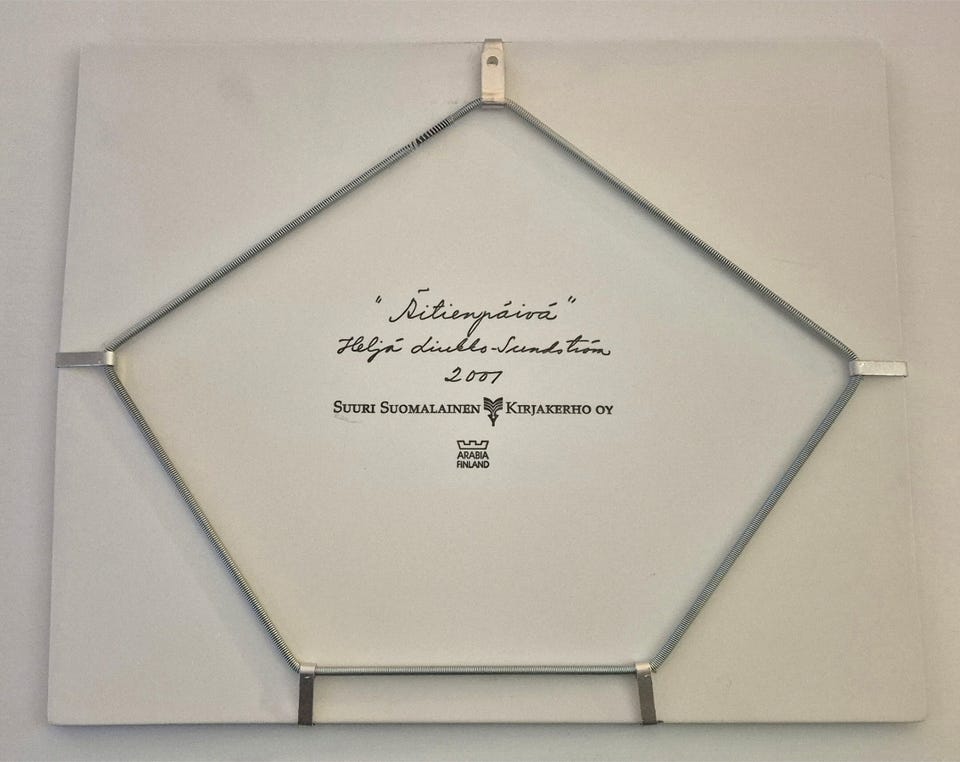 "Äitienpäivä"
Heljä Liukko-Sundström
2001
SUURI SUOMALAINEN KIRJAKERHO OY
ARABIA
FINLAND